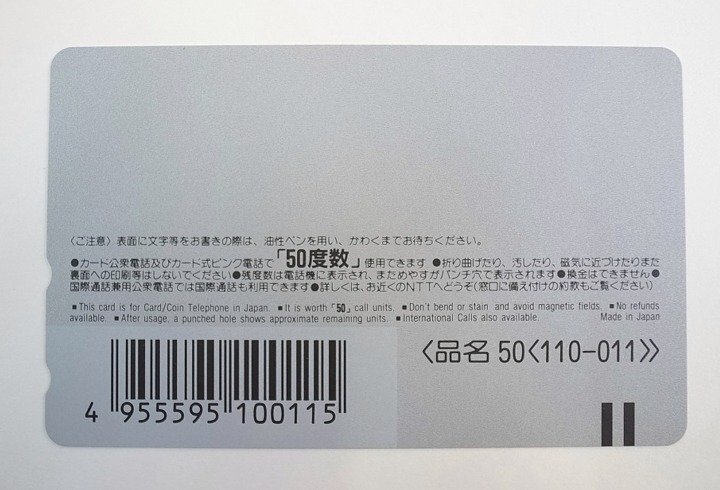 〈ご注意〉表面に文字等をお書きの際は、油性ペンを用い、かわくまでお待ちください。
●カード公衆電話及びカード式ピンク電話で「50度数」使用できます ●折り曲げたり、汚したり、磁気に近づけたりまた
裏面への印刷等はしないでください●残度数は電話機に表示され、まためやすがパンチ穴で表示されます●換金はできません●
国際通話兼用公衆電話では国際通話も利用できます●詳しくは、お近くのNTTへどうぞ(窓口に備え付けの約款もご覧ください)
■This card is for Card/Coin Telephone in Japan. ■It is worth「50」call units. ■Don't bend or stain and avoid magnetic fields. ■No refunds
available. ■After usage, a punched hole shows approximate remaining units. ■International Calls also available. Made in Japan
〈品名 50〈110-011〉〉
4 955595 100115